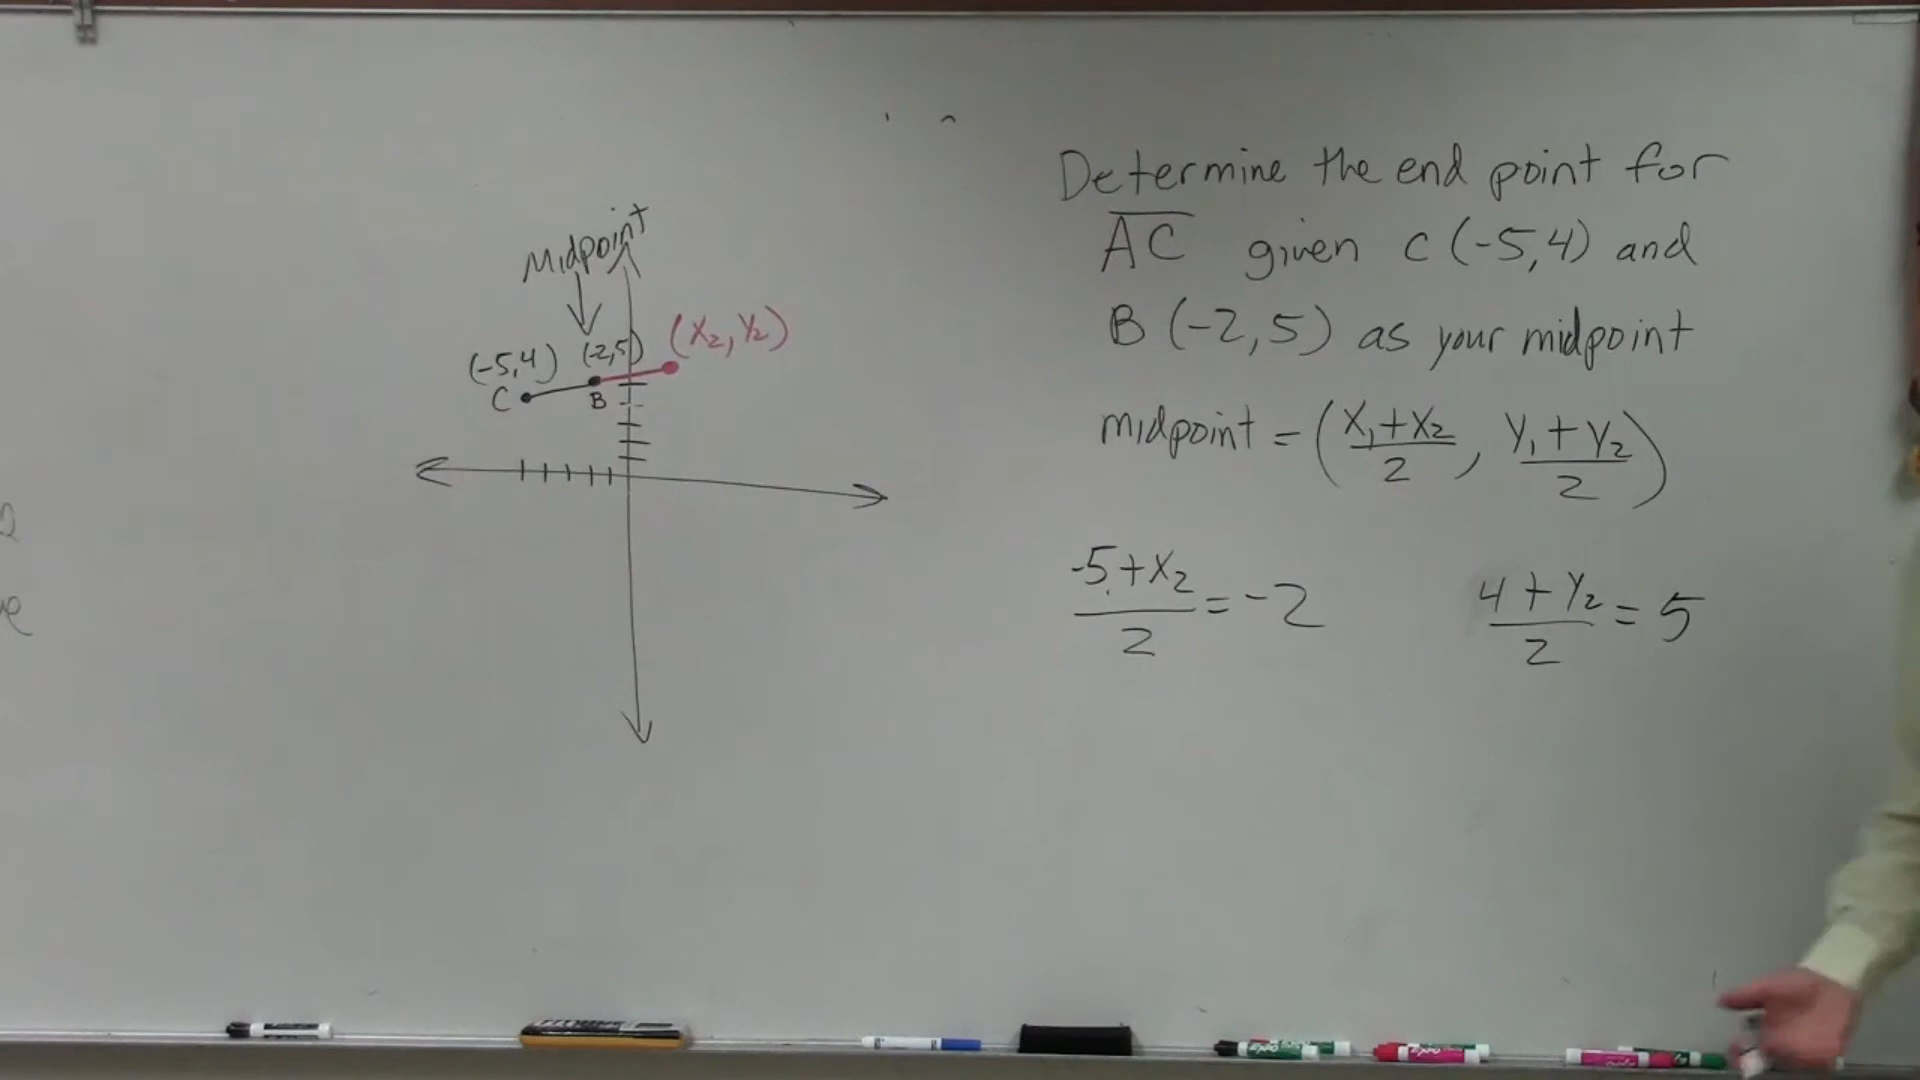 Midpoint
(-5,4) (-2,5) (X₂, Y₂)
C B
Determine the end point for
AC given C (-5,4) and
B (-2,5) as your midpoint
midpoint = (X₁+X₂/2, Y₁+Y₂/2)
-5+X₂/2 = -2 4+Y₂/2 = 5